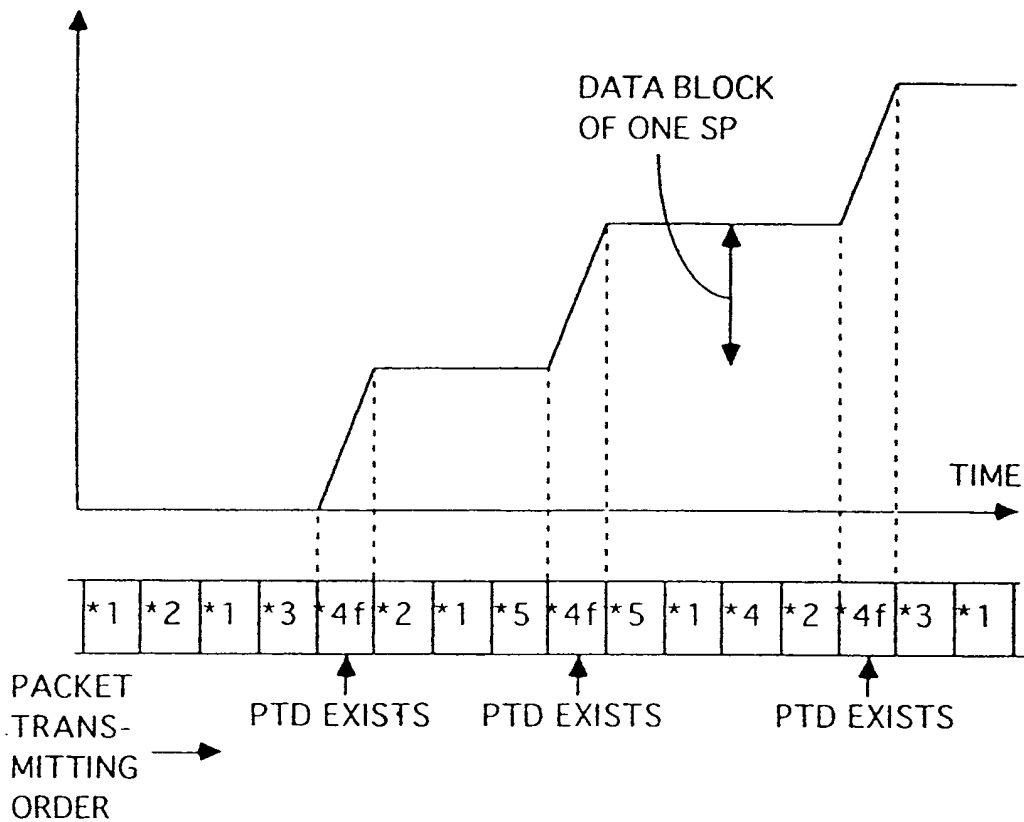 DATA BLOCK
OF ONE SP
TIME
*1 *2 *1 *3 *4f *2 *1 *5 *4f *5 *1 *4 *2 *4f *3 *1
PACKET
TRANS-
MITTING
ORDER
PTD EXISTS PTD EXISTS PTD EXISTS